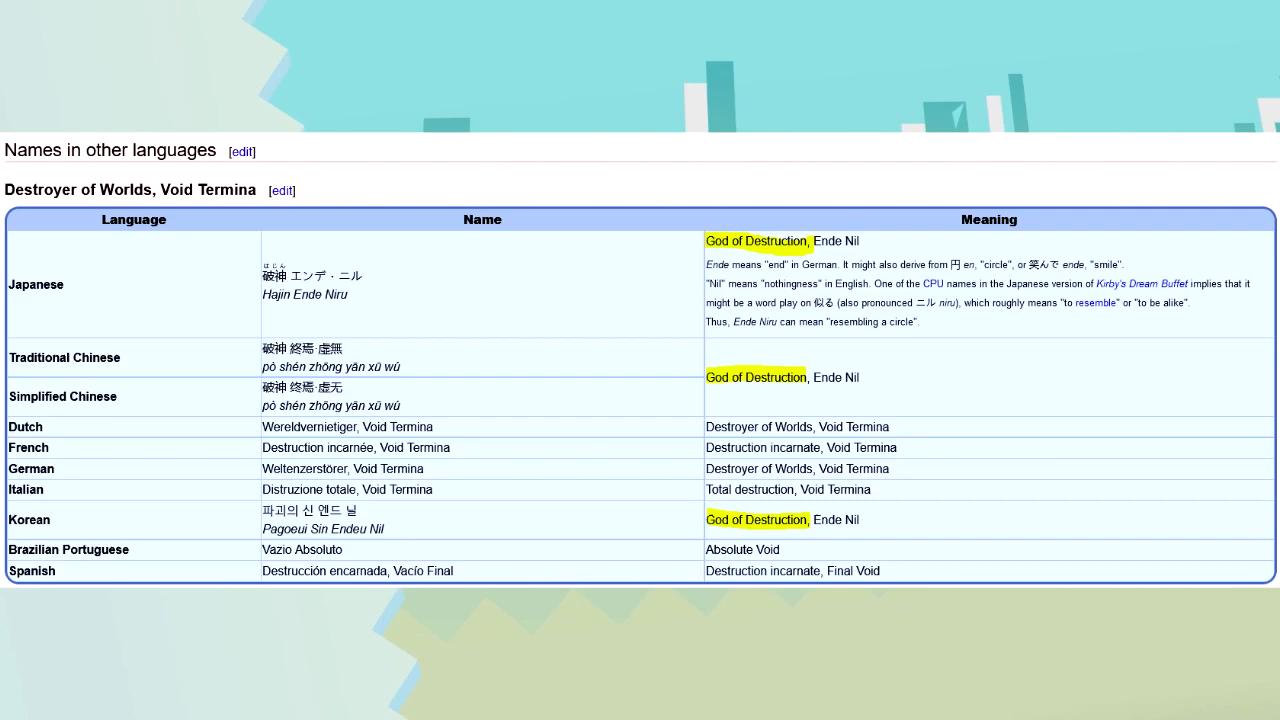 Names in other languages [edit]
Destroyer of Worlds, Void Termina [edit]
Language Name Meaning
Japanese
はじん
破神 エンデ・ニル
Hajin Ende Niru
God of Destruction, Ende Nil
Ende means "end" in German. It might also derive from 円 en, "circle", or 笑んで ende, "smile".
"Nil" means "nothingness" in English. One of the CPU names in the Japanese version of Kirby's Dream Buffet implies that it
might be a word play on 似る (also pronounced ニル niru), which roughly means "to resemble" or "to be alike".
Thus, Ende Niru can mean "resembling a circle".
Traditional Chinese
破神 終焉·虛無
pò shén zhōng yān xū wú
God of Destruction, Ende Nil
Simplified Chinese
破神 终焉·虚无
pò shén zhōng yān xū wú
Dutch Wereldvernietiger, Void Termina Destroyer of Worlds, Void Termina
French Destruction incarnée, Void Termina Destruction incarnate, Void Termina
German Weltenzerstörer, Void Termina Destroyer of Worlds, Void Termina
Italian Distruzione totale, Void Termina Total destruction, Void Termina
Korean
파괴의 신 엔드 닐
Pagoeui Sin Endeu Nil
God of Destruction, Ende Nil
Brazilian Portuguese Vazio Absoluto Absolute Void
Spanish Destrucción encarnada, Vacío Final Destruction incarnate, Final Void